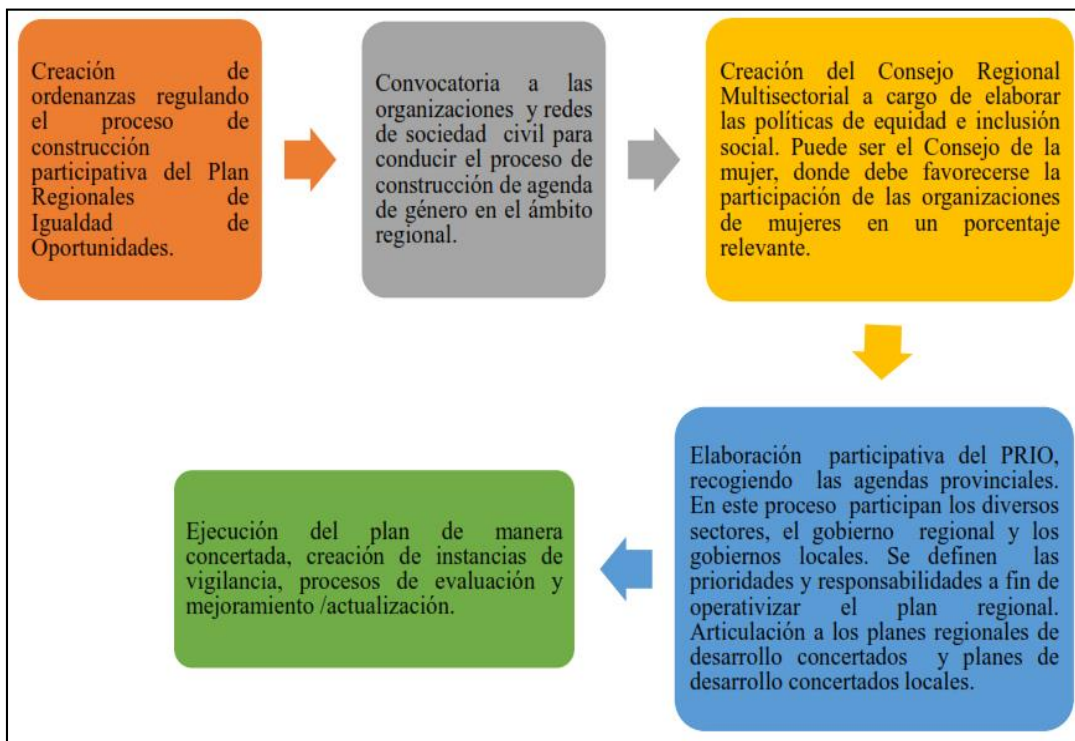 Creación de
ordenanzas regulando
el proceso de
construcción
participativa del Plan
Regionales de
Igualdad de
Oportunidades.
Convocatoria a las
organizaciones y redes
de sociedad civil para
conducir el proceso de
construcción de agenda
de género en el ámbito
regional.
Creación del Consejo Regional
Multisectorial a cargo de elaborar
las políticas de equidad e inclusión
social. Puede ser el Consejo de la
mujer, donde debe favorecerse la
participación de las organizaciones
de mujeres en un porcentaje
relevante.
Elaboración participativa del PRIO,
recogiendo las agendas provinciales.
En este proceso participan los diversos
sectores, el gobierno regional y los
gobiernos locales. Se definen las
prioridades y responsabilidades a fin de
operativizar el plan regional.
Articulación a los planes regionales de
desarrollo concertados y planes de
desarrollo concertados locales.
Ejecución del plan de manera
concertada, creación de instancias de
vigilancia, procesos de evaluación y
mejoramiento /actualización.